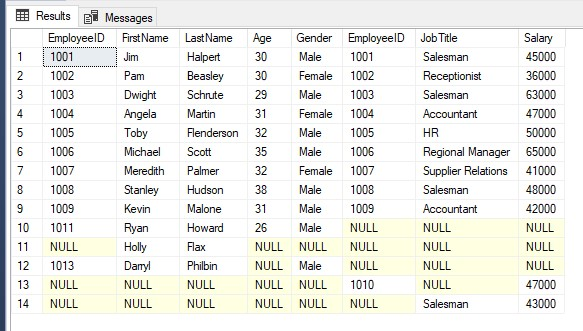 Results Messages
EmployeeID FirstName LastName Age Gender EmployeeID JobTitle Salary
1 1001 Jim Halpert 30 Male 1001 Salesman 45000
2 1002 Pam Beasley 30 Female 1002 Receptionist 36000
3 1003 Dwight Schrute 29 Male 1003 Salesman 63000
4 1004 Angela Martin 31 Female 1004 Accountant 47000
5 1005 Toby Flenderson 32 Male 1005 HR 50000
6 1006 Michael Scott 35 Male 1006 Regional Manager 65000
7 1007 Meredith Palmer 32 Female 1007 Supplier Relations 41000
8 1008 Stanley Hudson 38 Male 1008 Salesman 48000
9 1009 Kevin Malone 31 Male 1009 Accountant 42000
10 1011 Ryan Howard 26 Male NULL NULL NULL
11 NULL Holly Flax NULL NULL NULL NULL NULL
12 1013 Darryl Philbin NULL Male NULL NULL NULL
13 NULL NULL NULL NULL NULL 1010 NULL 47000
14 NULL NULL NULL NULL NULL NULL Salesman 43000